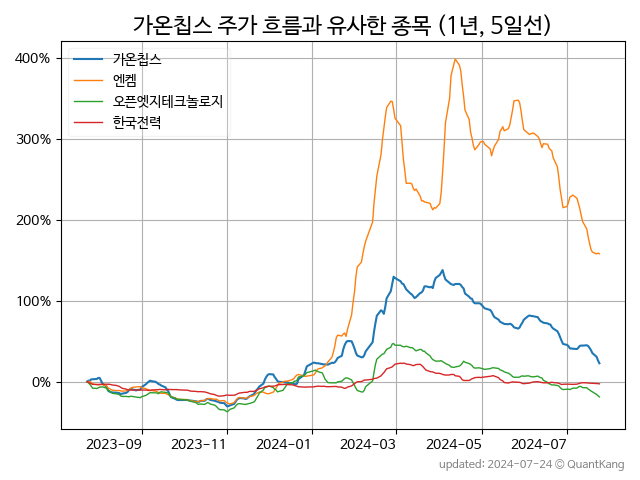 가온칩스 주가 흐름과 유사한 종목 (1년, 5일선)
400%
300%
200%
100%
0%
가온칩스
엔켐
오픈엣지테크놀로지
한국전력
2023-09
2023-11
2024-01
2024-03
2024-05
2024-07
updated: 2024-07-24 © QuantKang